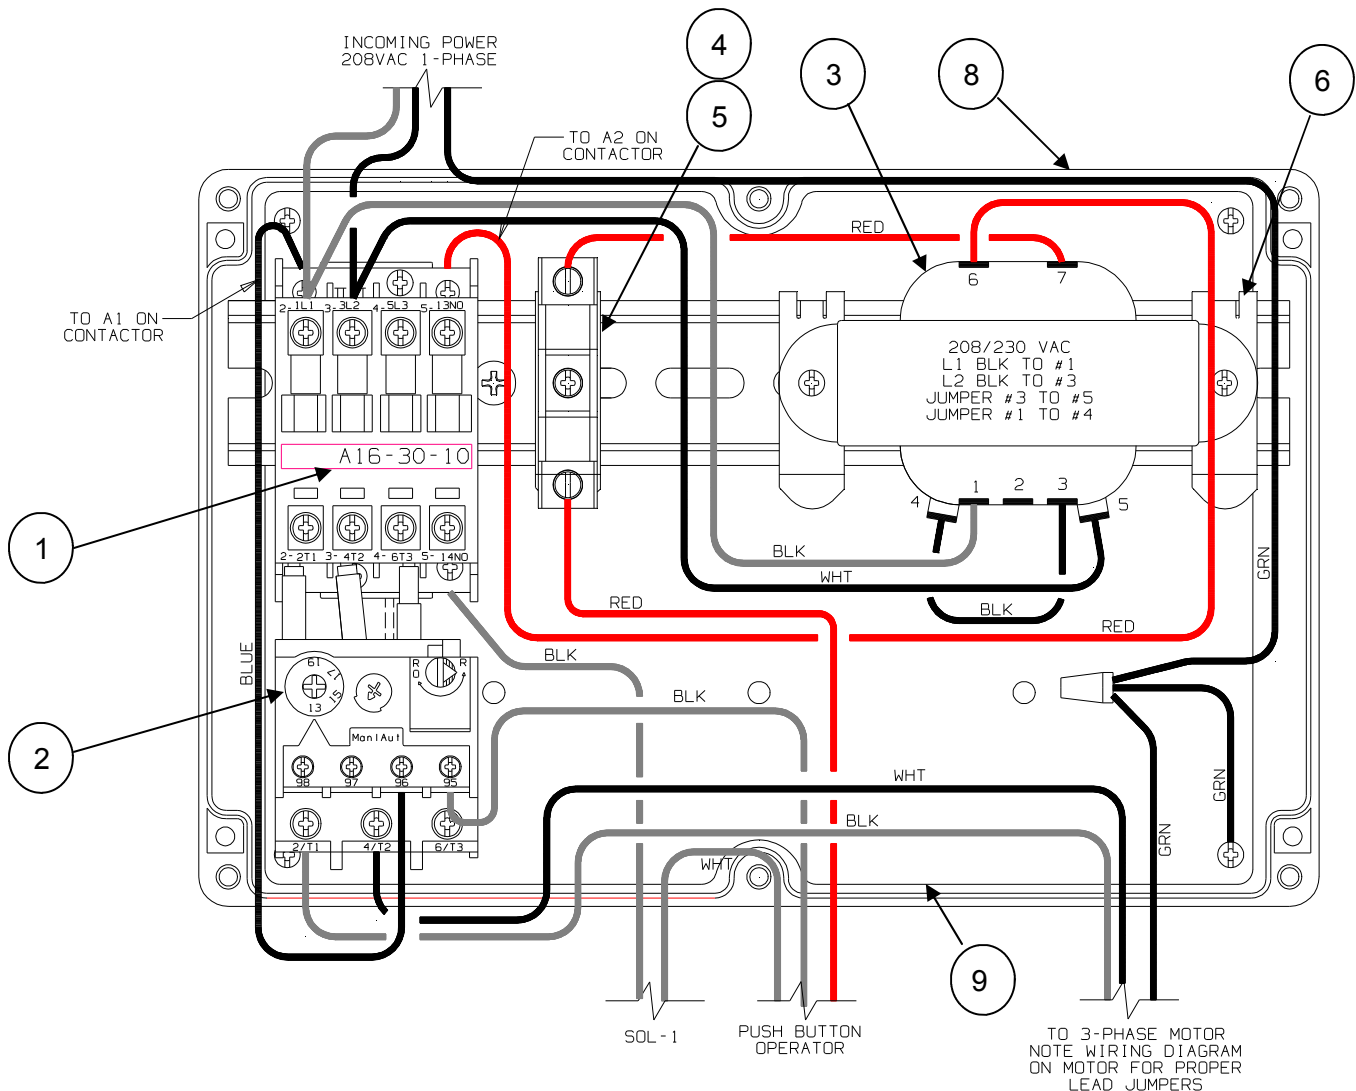 INCOMING POWER
208VAC 1-PHASE
4
5
3
8
6
TO A2 ON
CONTACTOR
TO A1 ON
CONTACTOR
RED
6
7
2-1L1
3-3L2
4-5L3
5-13NO
208/230 VAC
L1 BLK TO #1
L2 BLK TO #3
JUMPER #3 TO #5
JUMPER #1 TO #4
A16-30-10
1
4
1
2
3
5
2-2T1
3-4T2
4-6T3
5-14NO
BLK
WHT
GRN
RED
BLK
RED
BLUE
BLK
BLK
2
19
17
15
13
R
O
R
Man|Aut
98
97
96
95
WHT
BLK
GRN
GRN
2/T1
4/T2
6/T3
WHT
9
SOL-1
PUSH BUTTON
OPERATOR
TO 3-PHASE MOTOR
NOTE WIRING DIAGRAM
ON MOTOR FOR PROPER
LEAD JUMPERS